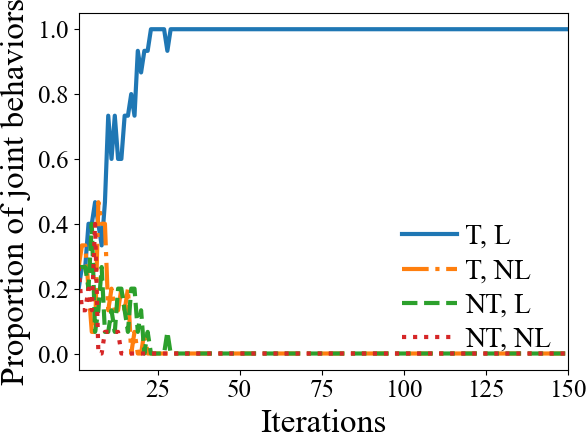 Proportion of joint behaviors
1.0
0.8
0.6
0.4
0.2
0.0
T, L
T, NL
NT, L
NT, NL
25 50 75 100 125 150
Iterations